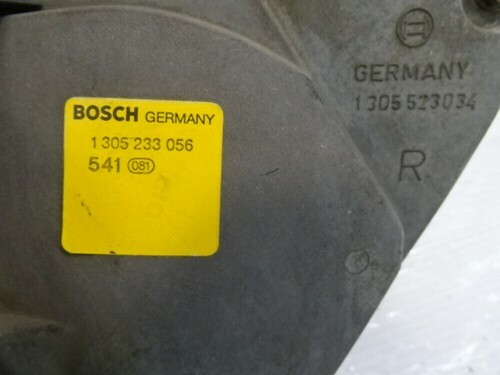 BOSCH GERMANY
1 305 233 056
541 081
GERMANY
1 305 523 034
R